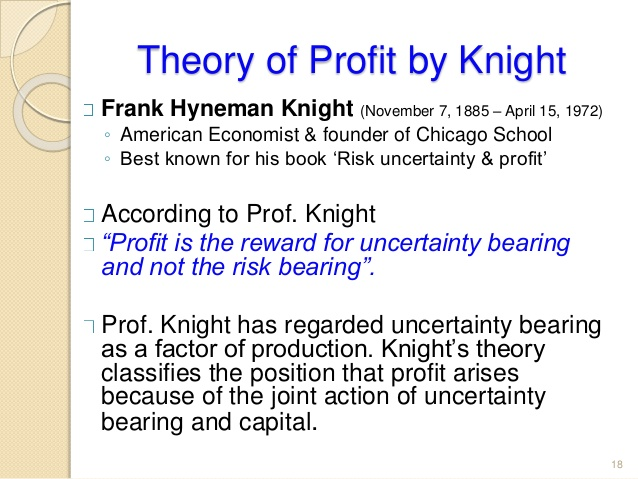 Theory of Profit by Knight
Frank Hyneman Knight (November 7, 1885 – April 15, 1972)
◦ American Economist & founder of Chicago School
◦ Best known for his book ‘Risk uncertainty & profit’
According to Prof. Knight
“Profit is the reward for uncertainty bearing
and not the risk bearing”.
Prof. Knight has regarded uncertainty bearing
as a factor of production. Knight’s theory
classifies the position that profit arises
because of the joint action of uncertainty
bearing and capital.
18